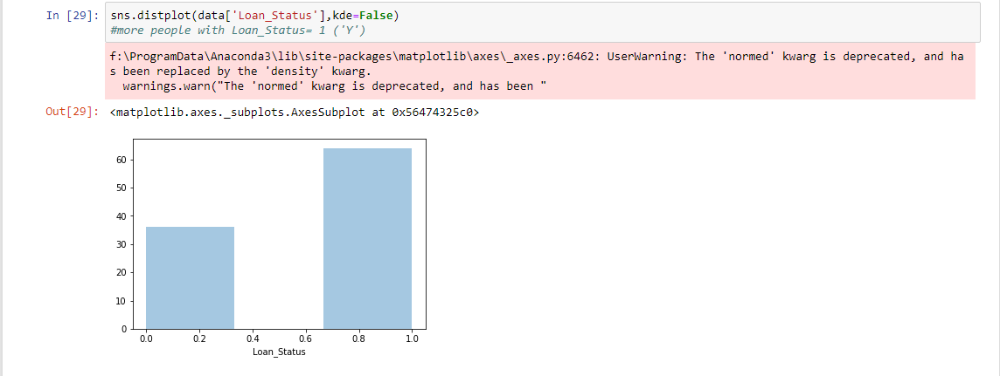 In [29]: sns.distplot(data['Loan_Status'],kde=False)
#more people with Loan_Status= 1 ('Y')
f:\ProgramData\Anaconda3\lib\site-packages\matplotlib\axes\_axes.py:6462: UserWarning: The 'normed' kwarg is deprecated, and ha
s been replaced by the 'density' kwarg.
  warnings.warn("The 'normed' kwarg is deprecated, and has been "
Out[29]: <matplotlib.axes._subplots.AxesSubplot at 0x56474325c0>
60
50
40
30
20
10
0
0.0 0.2 0.4 0.6 0.8 1.0
Loan_Status